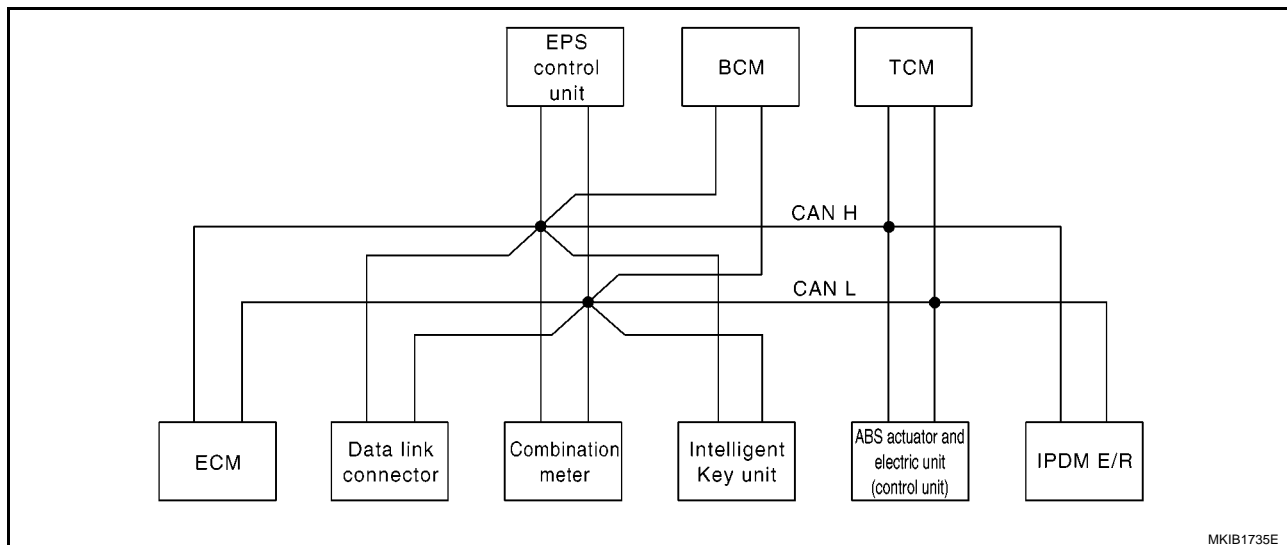 EPS
control
unit
BCM
TCM
CAN H
CAN L
ECM
Data link
connector
Combination
meter
Intelligent
Key unit
ABS actuator and
electric unit
(control unit)
IPDM E/R
MKIB1735E